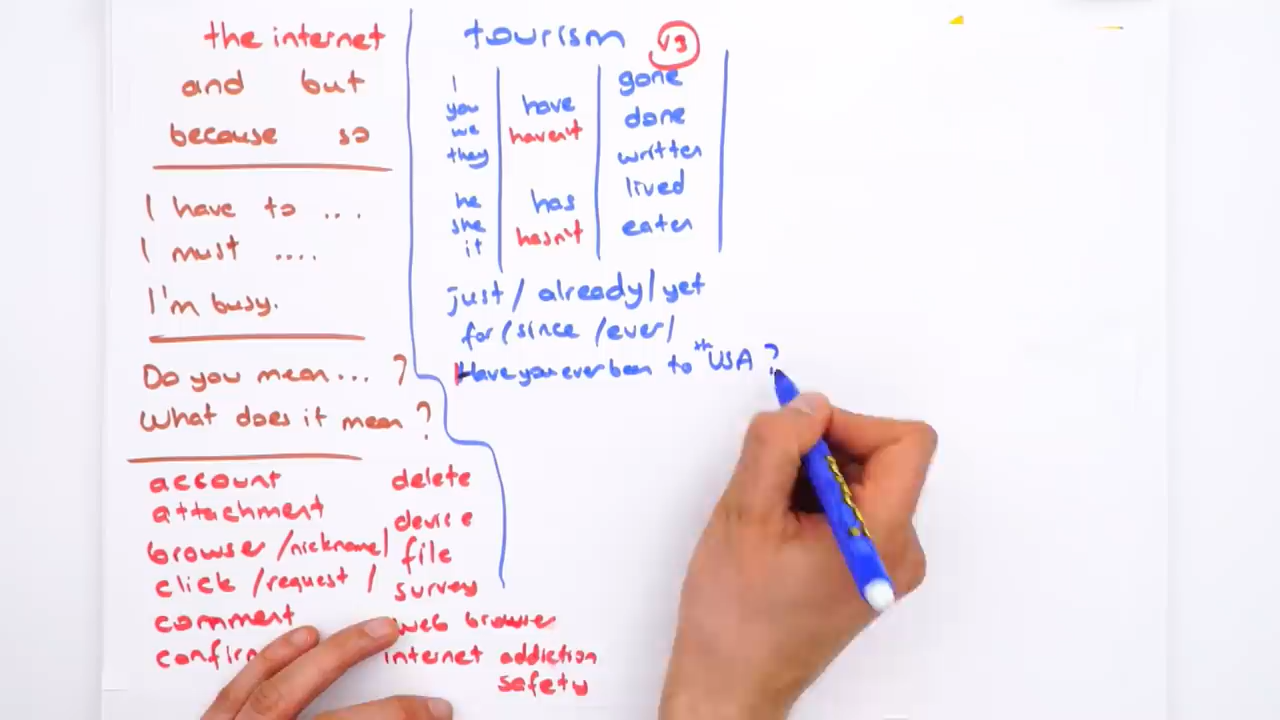 the internet
and but
because so
I have to ....
I must ....
I'm busy.
Do you mean... ?
What does it mean ?
account
attachment
browser /nickname/
click /request /
comment
confirm
delete
device
file
survey
web browser
internet addiction
safety
tourism V3
I
you
we
they
he
she
it
have
haven't
has
hasn't
gone
done
written
lived
eaten
just / already / yet
for / since / ever /
Have you ever been to the USA ?